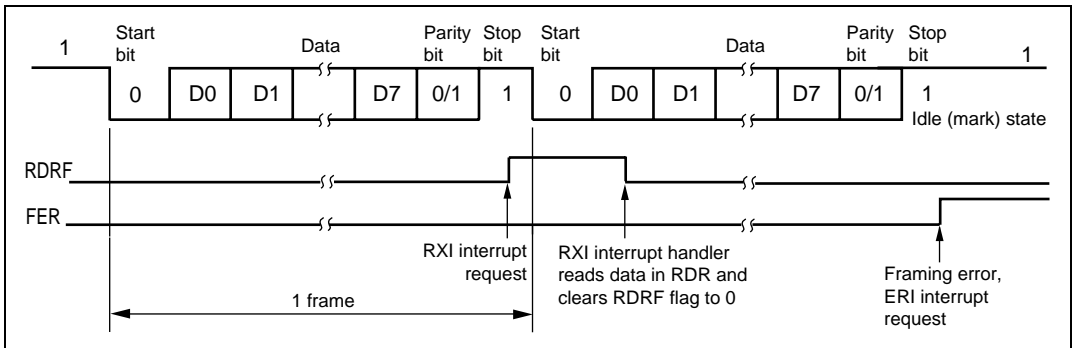 1
Start
bit
Data
Parity
bit
Stop
bit
Start
bit
Data
Parity
bit
Stop
bit
1
0
D0
D1
D7
0/1
1
0
D0
D1
D7
0/1
1
Idle (mark) state
RDRF
FER
RXI interrupt
request
RXI interrupt handler
reads data in RDR and
clears RDRF flag to 0
Framing error,
ERI interrupt
request
1 frame